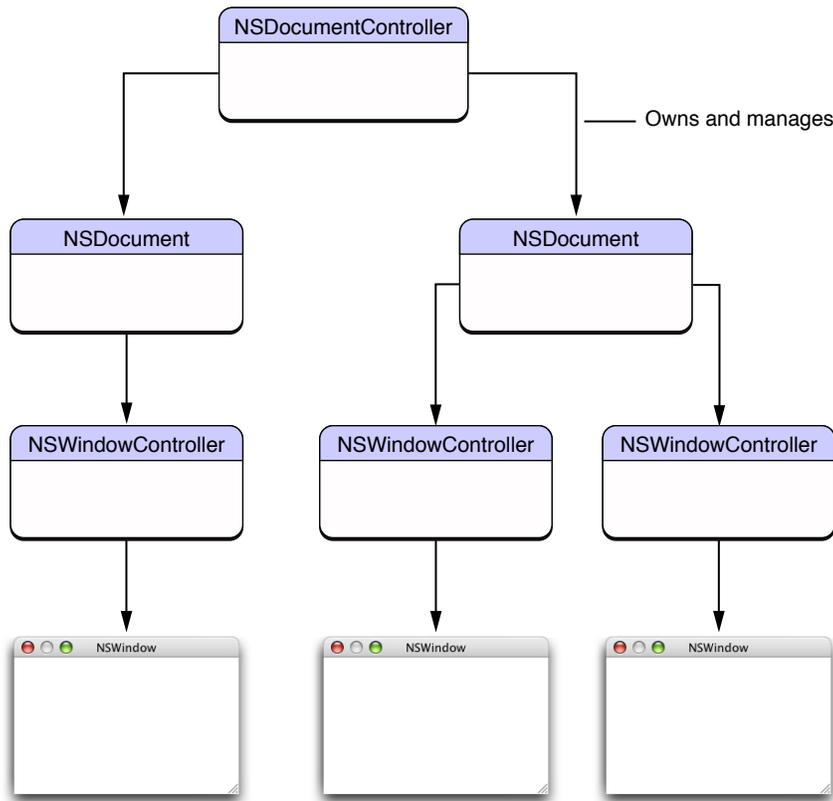 NSDocumentController
Owns and manages
NSDocument
NSDocument
NSWindowController
NSWindowController
NSWindowController
NSWindow
NSWindow
NSWindow